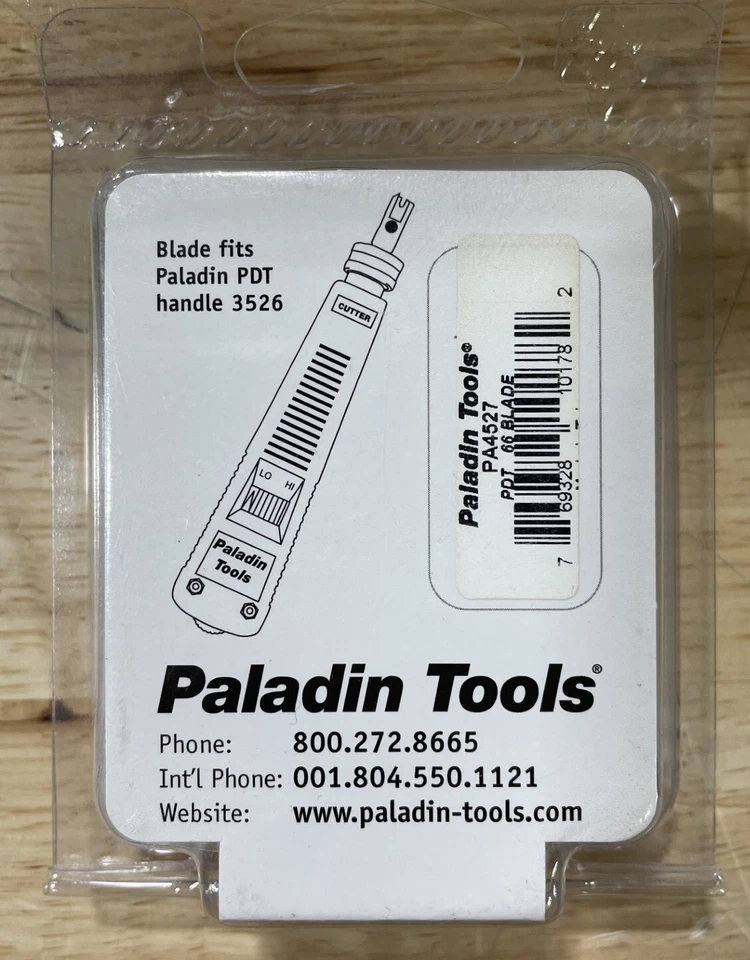 Blade fits
Paladin PDT
handle 3526
CUTTER
LO HI
Paladin
Tools
Paladin Tools®
PA4527
PDT 66 BLADE
7 69328 10178 2
Paladin Tools®
Phone: 800.272.8665
Int'l Phone: 001.804.550.1121
Website: www.paladin-tools.com